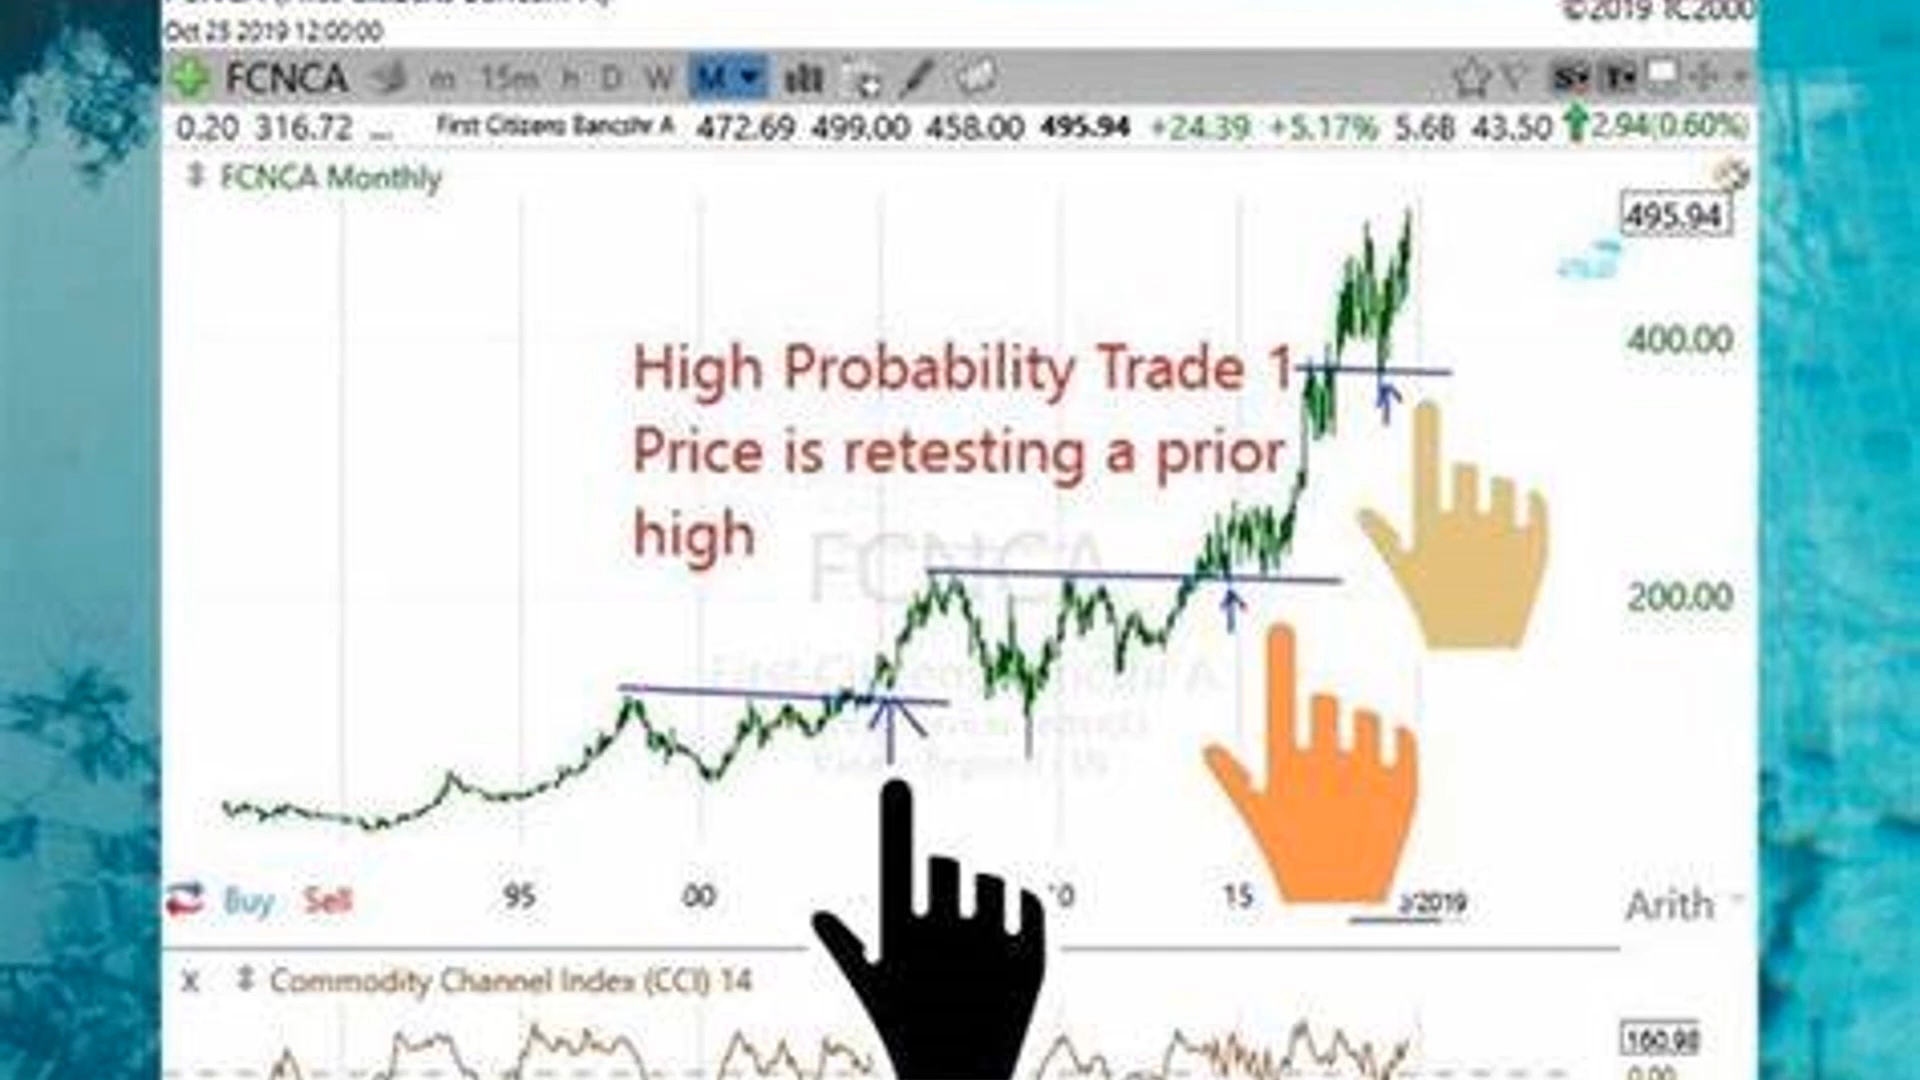 ©2019 TC2000
Oct 25 2019 12:00:00
FCNCA m 15m h D W M
0.20 316.72 ... First Citizens Bancshr A 472.69 499.00 458.00 495.94 +24.39 +5.17% 5.68 43.50 2.94(0.60%)
FCNCA Monthly
495.94
400.00
High Probability Trade 1
Price is retesting a prior
high
FCNCA
200.00
Buy Sell 95 00 10 15 2019 Arith
X Commodity Channel Index (CCI) 14
160.98
0.00